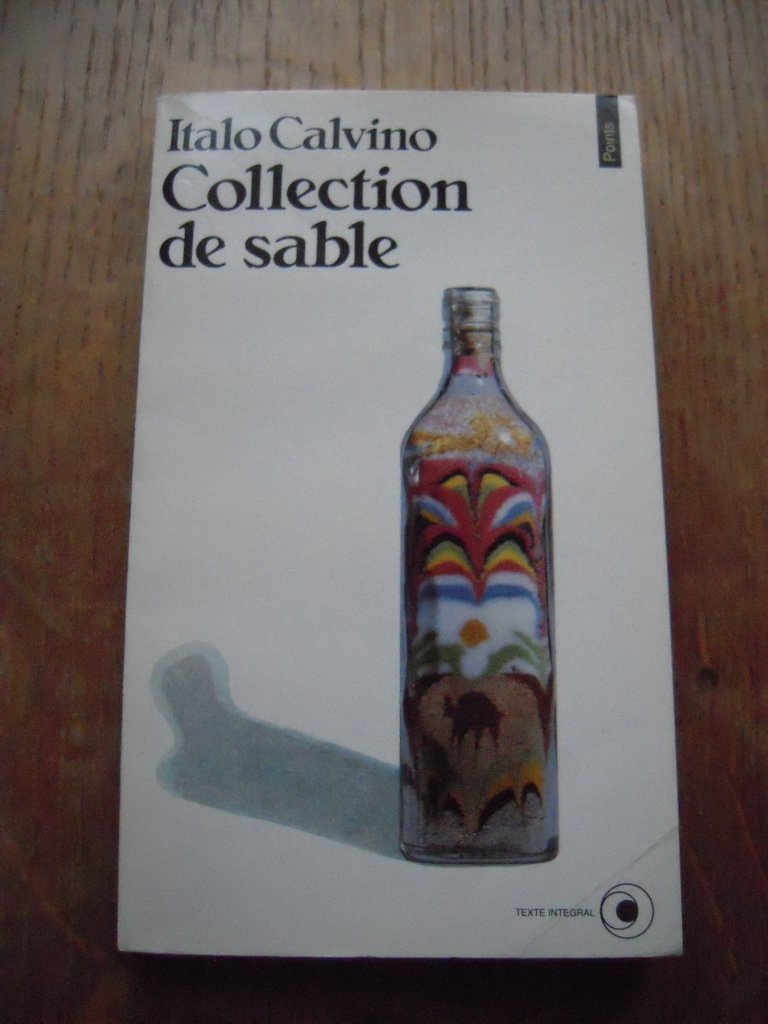 Italo Calvino
Collection
de sable
Points
TEXTE INTEGRAL